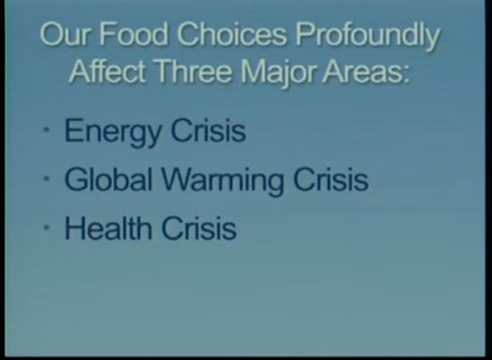 Our Food Choices Profoundly
Affect Three Major Areas:
· Energy Crisis
· Global Warming Crisis
· Health Crisis